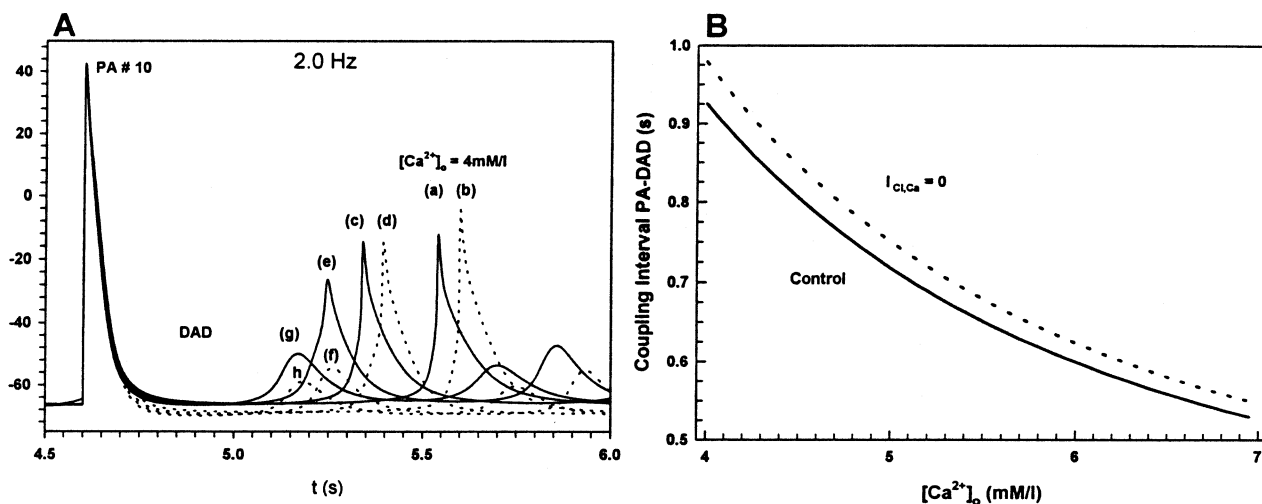 A
2.0 Hz
PA # 10
[Ca²⁺]ₒ = 4mM/l
(a) (b)
(c) (d)
(e)
(f)
(g)
h
DAD
40
20
0
-20
-40
-60
4.5 5.0 5.5 6.0
t (s)
B
Coupling Interval PA-DAD (s)
1.0
0.9
0.8
0.7
0.6
0.5
I Cl,Ca = 0
Control
4 5 6 7
[Ca²⁺]ₒ (mM/l)